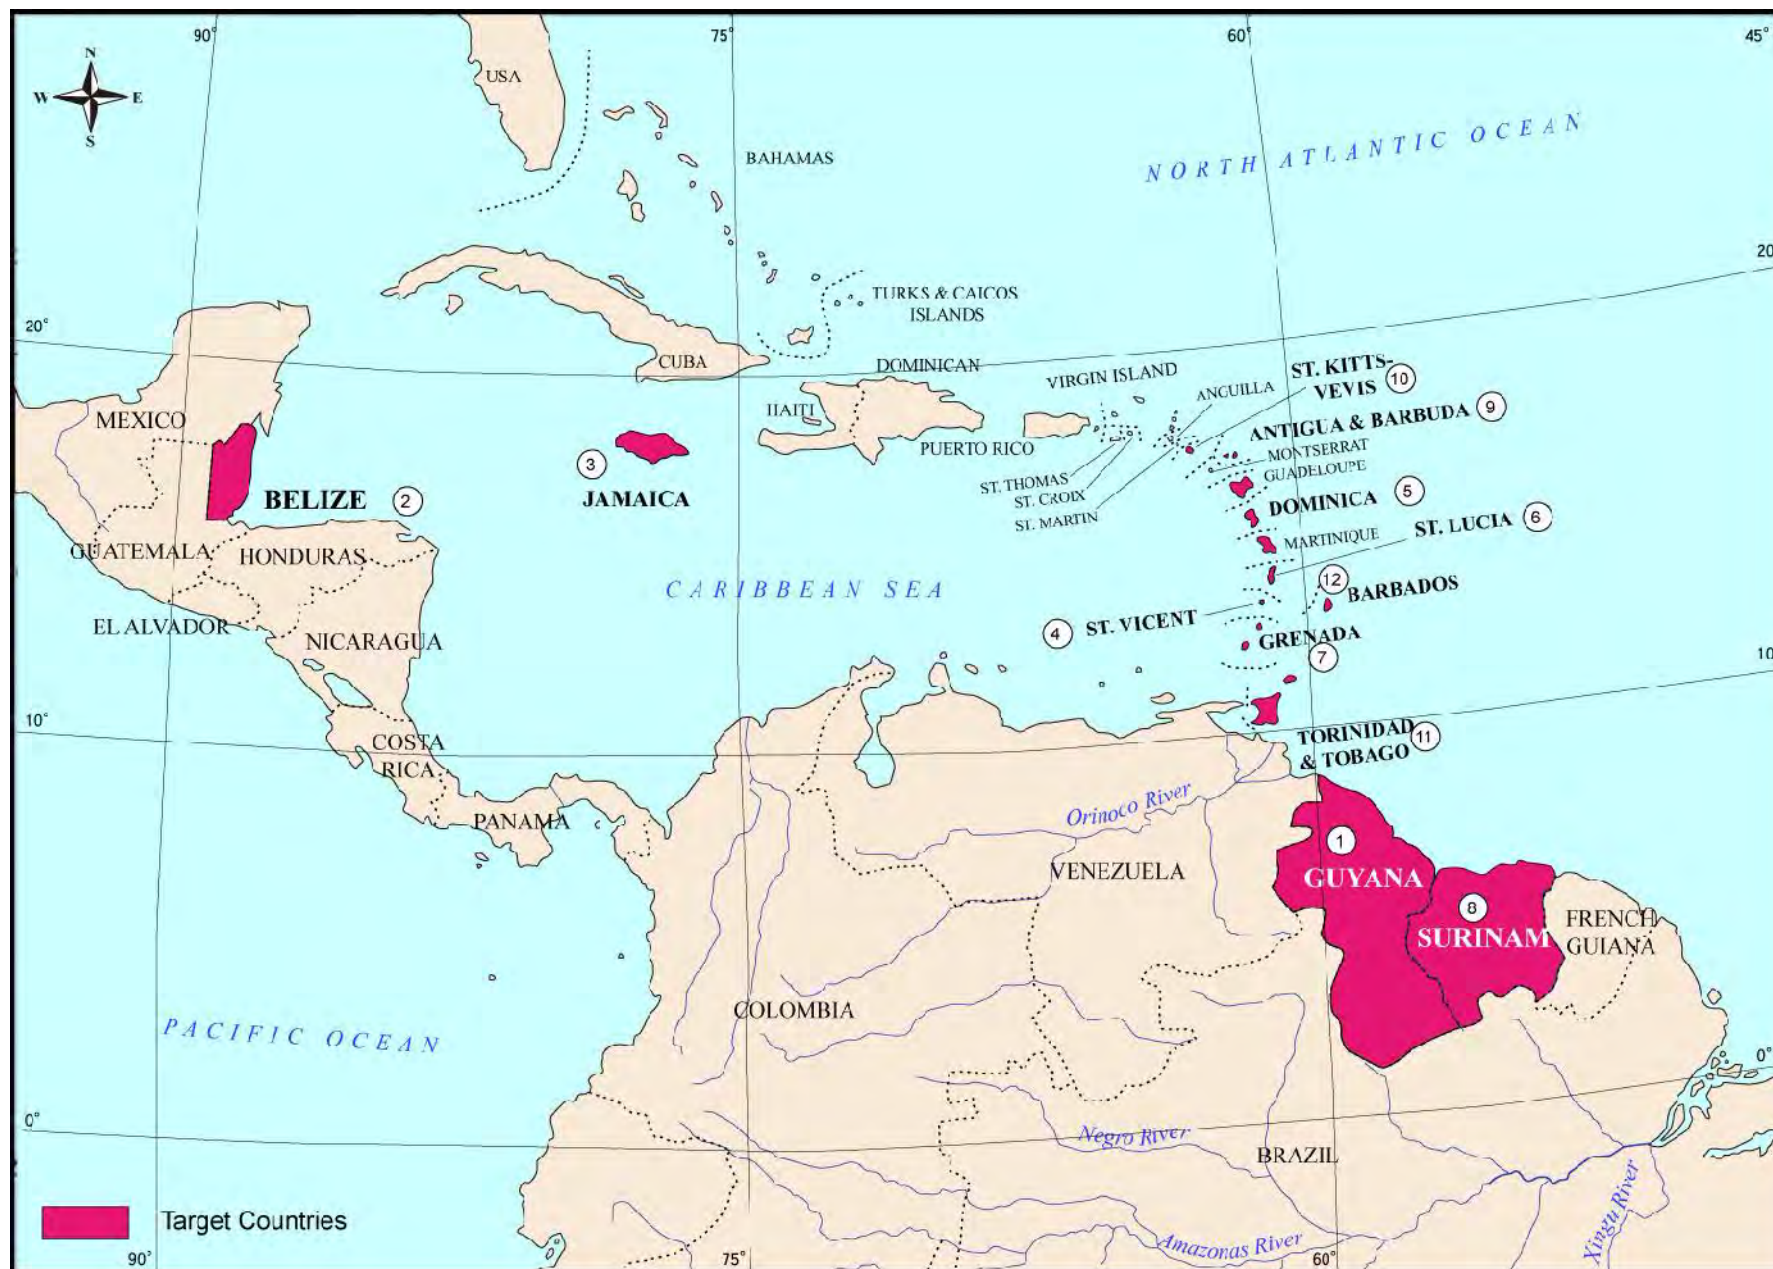 90°
75°
60°
45°
N
W E
S
USA
BAHAMAS
NORTH ATLANTIC OCEAN
20
TURKS & CAICOS
ISLANDS
20°
CUBA
DOMINICAN
VIRGIN ISLAND
ANGUILLA
ST. KITTS-
VEVIS 10
MEXICO
HAITI
PUERTO RICO
ANTIGUA & BARBUDA 9
MONTSERRAT
GUADELOUPE
3
JAMAICA
ST. THOMAS
ST. CROIX
ST. MARTIN
BELIZE 2
DOMINICA 5
ST. LUCIA 6
MARTINIQUE
GUATEMALA
HONDURAS
CARIBBEAN SEA
12
BARBADOS
EL ALVADOR
NICARAGUA
4 ST. VICENT
GRENADA
7
10
10°
COSTA
RICA
TORINIDAD
& TOBAGO 11
PANAMA
Orinoco River
VENEZUELA
1
GUYANA
8
SURINAM
FRENCH
GUIANA
COLOMBIA
PACIFIC OCEAN
0°
0°
Negro River
BRAZIL
Xingu River
Target Countries
Amazonas River
90°
75°
60°